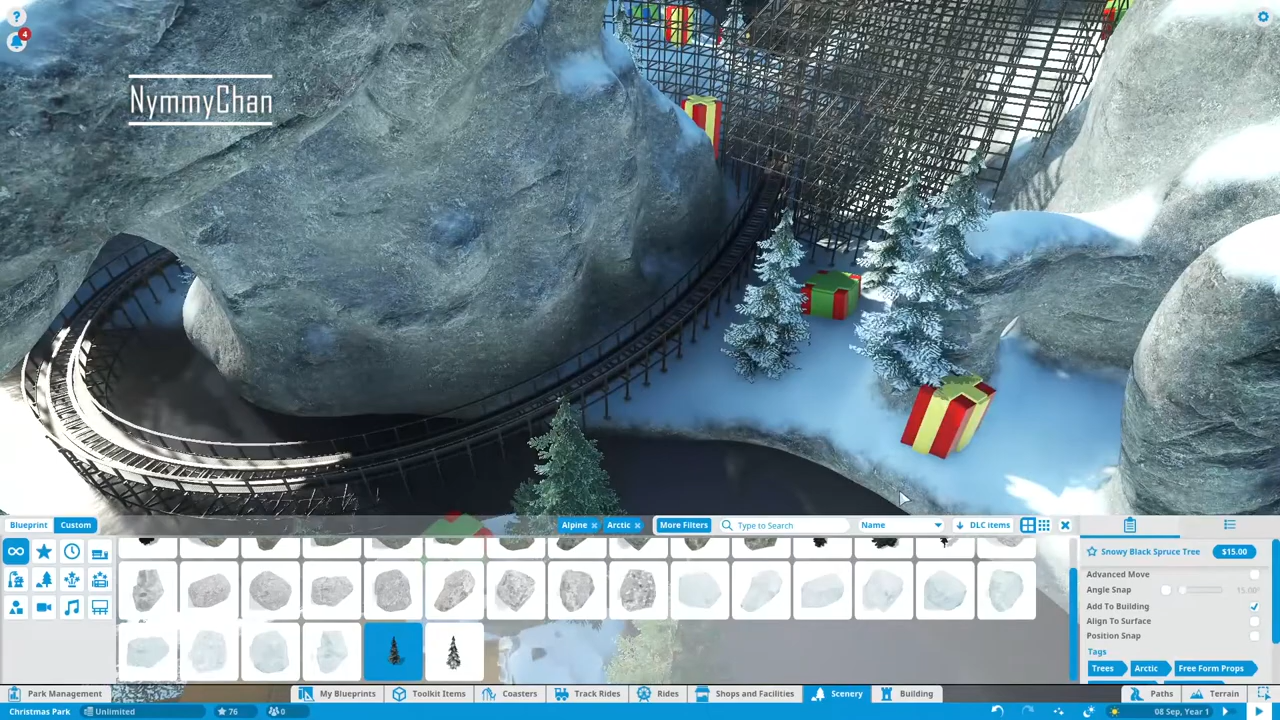 ?
4
NymmyChan
Blueprint
Custom
Alpine
Arctic
More Filters
Type to Search
Name
DLC items
Snowy Black Spruce Tree
$15.00
Advanced Move
Angle Snap
15.00°
Add To Building
Align To Surface
Position Snap
Tags
Trees
Arctic
Free Form Props
Park Management
My Blueprints
Toolkit Items
Coasters
Track Rides
Rides
Shops and Facilities
Scenery
Building
Paths
Terrain
Christmas Park
Unlimited
76
0
08 Sep, Year 1